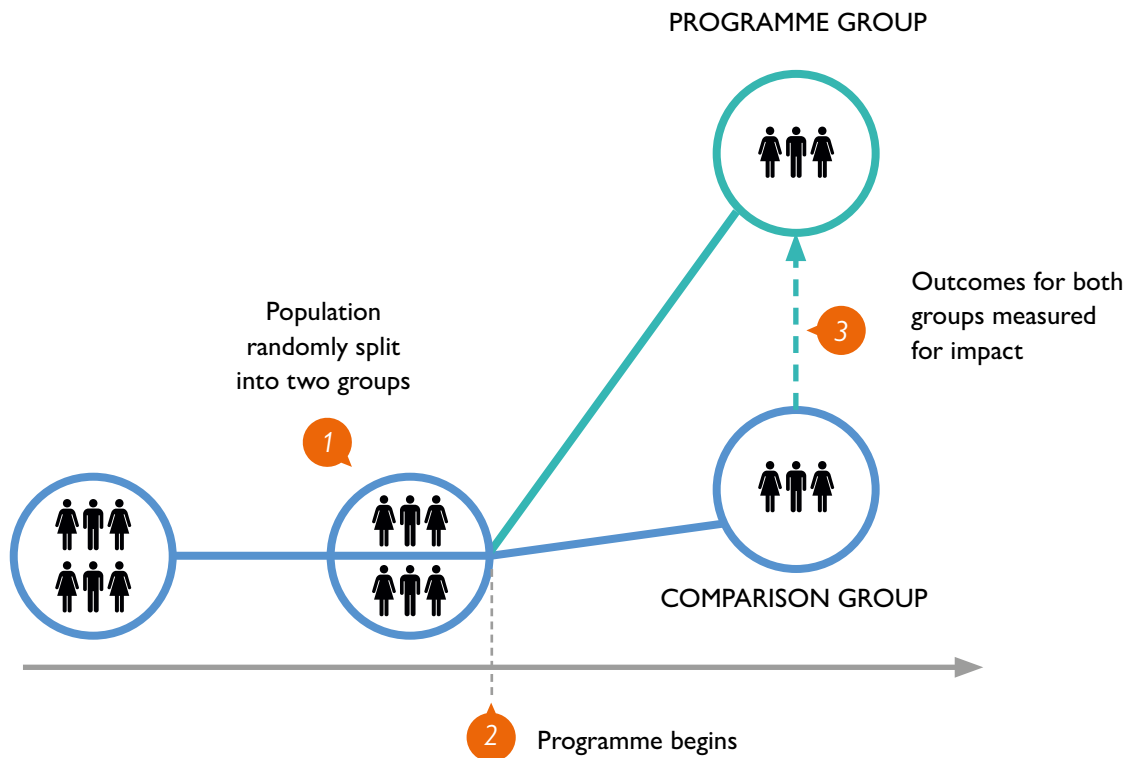 PROGRAMME GROUP
Population
randomly split
into two groups
1
Outcomes for both
groups measured
for impact
3
COMPARISON GROUP
2
Programme begins